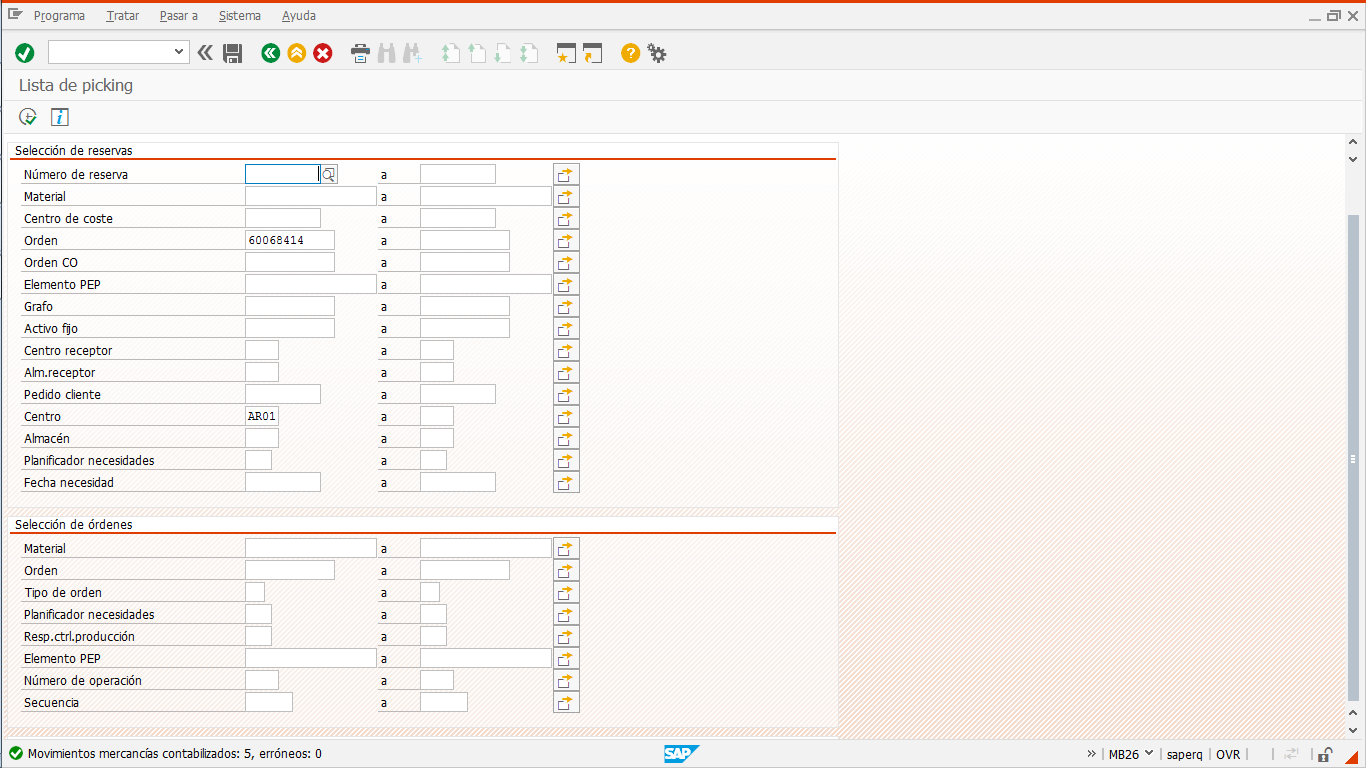 Programa Tratar Pasar a Sistema Ayuda
Lista de picking
Selección de reservas
Número de reserva a
Material a
Centro de coste a
Orden 60068414 a
Orden CO a
Elemento PEP a
Grafo a
Activo fijo a
Centro receptor a
Alm.receptor a
Pedido cliente a
Centro AR01 a
Almacén a
Planificador necesidades a
Fecha necesidad a
Selección de órdenes
Material a
Orden a
Tipo de orden a
Planificador necesidades a
Resp.ctrl.producción a
Elemento PEP a
Número de operación a
Secuencia a
Movimientos mercancías contabilizados: 5, erróneos: 0 SAP MB26 saperq OVR